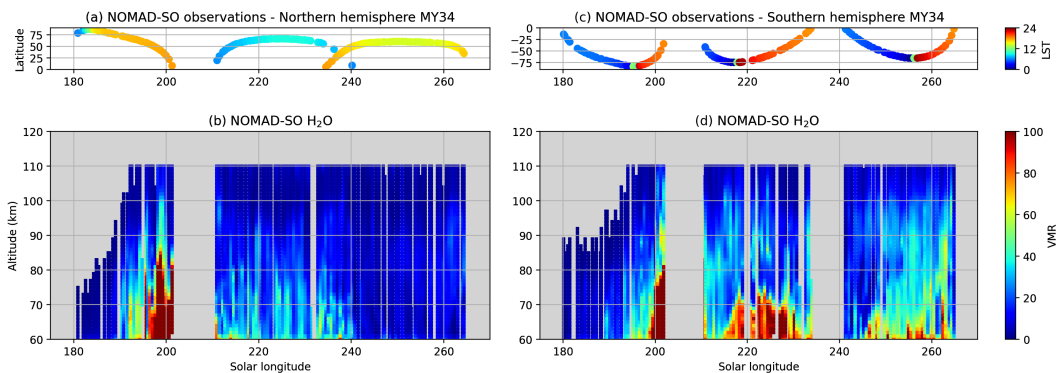 (a) NOMAD-SO observations - Northern hemisphere MY34
(c) NOMAD-SO observations - Southern hemisphere MY34
Latitude
75
50
25
0
180 200 220 240 260
0
−25
−50
−75
180 200 220 240 260
24
12
0
LST
(b) NOMAD-SO H₂O
Altitude (km)
120
110
100
90
80
70
60
180 200 220 240 260
Solar longitude
(d) NOMAD-SO H₂O
120
110
100
90
80
70
60
180 200 220 240 260
Solar longitude
100
80
60
40
20
0
VMR